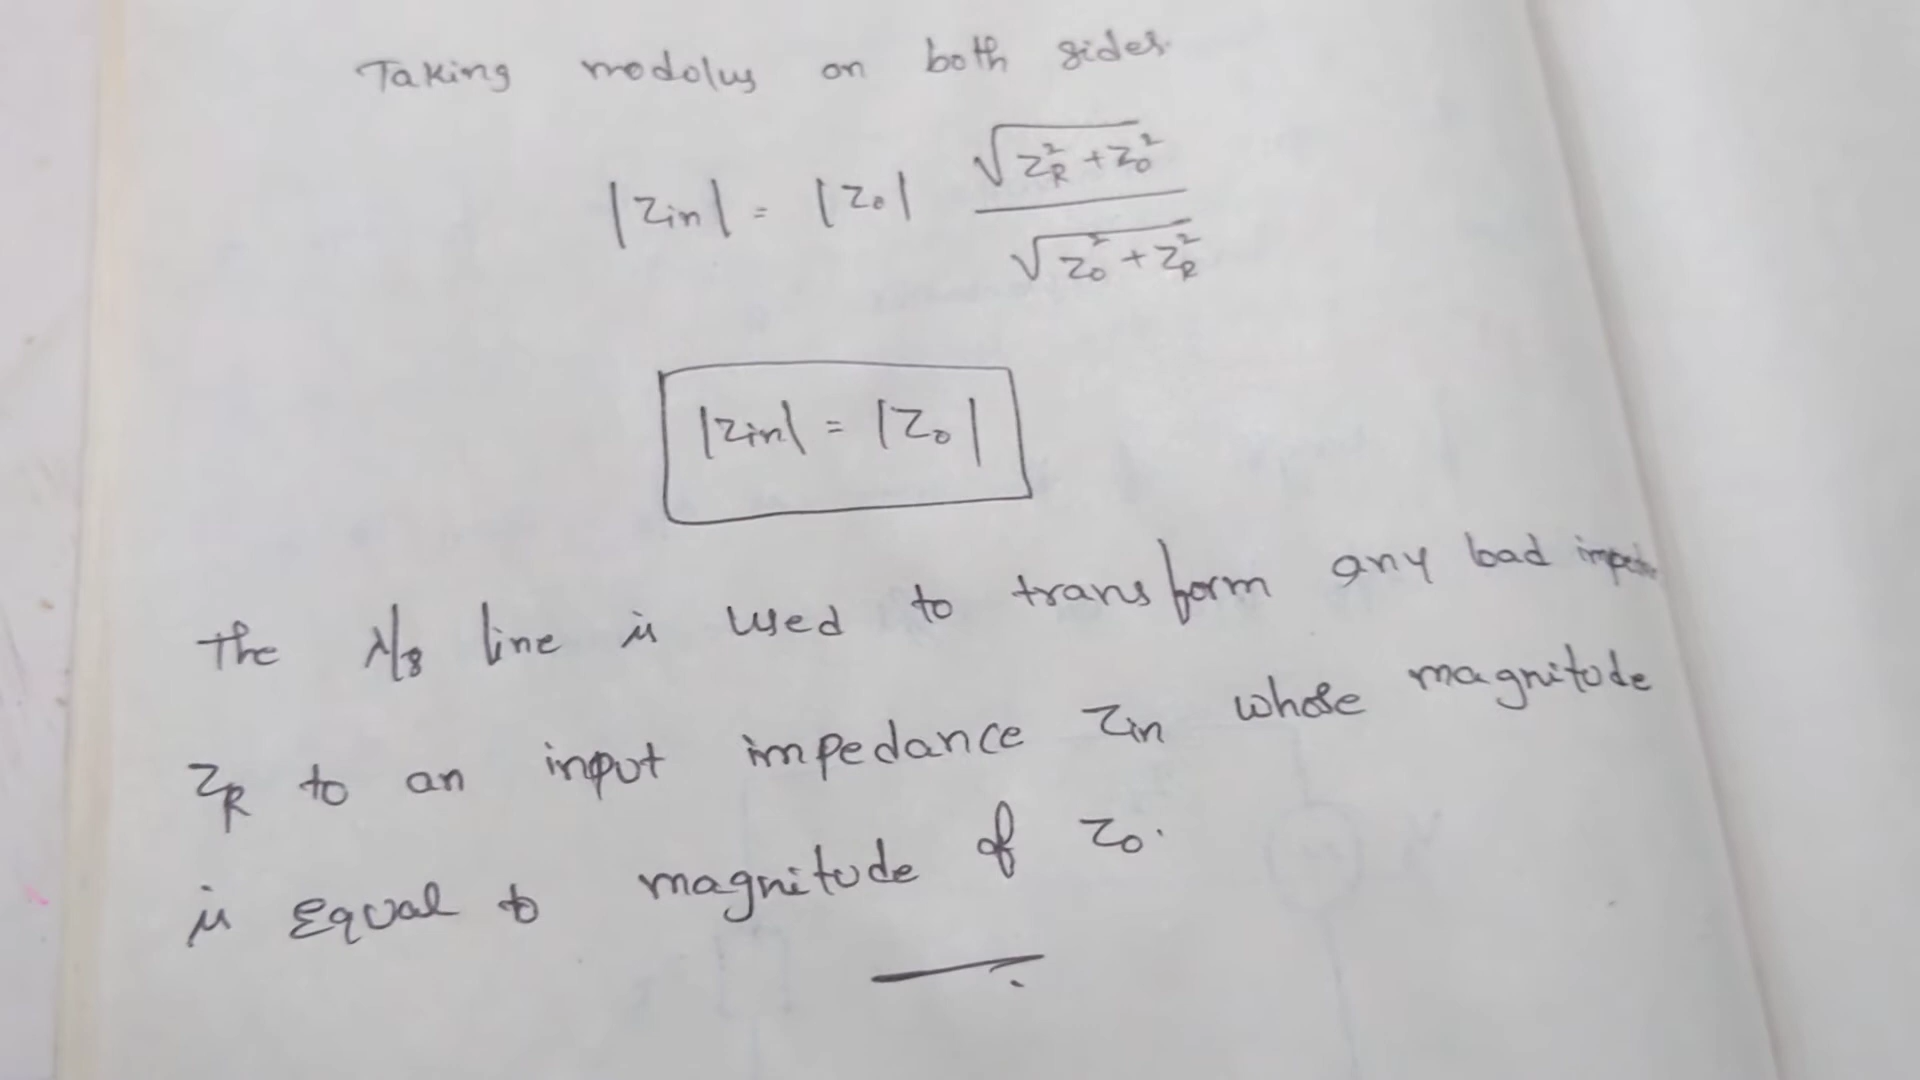 Taking modolus on both sides.
|Zin| = |Z0| √(ZR² + Z0²) / √(Z0² + ZR²)
|Zin| = |Z0|
The λ/8 line is used to transform any load
ZR to an input impedance Zin whose magnitude
is Equal to magnitude of Z0.